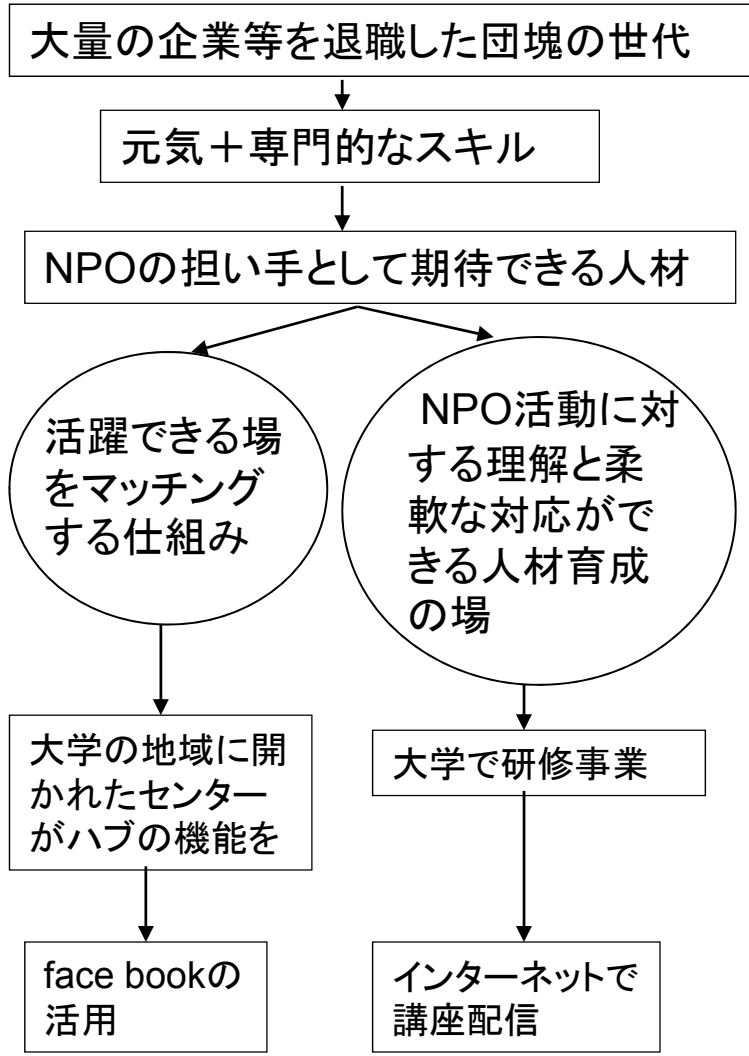 大量の企業等を退職した団塊の世代
元気＋専門的なスキル
NPOの担い手として期待できる人材
活躍できる場
をマッチング
する仕組み
NPO活動に対
する理解と柔
軟な対応がで
きる人材育成
の場
大学の地域に開
かれたセンター
がハブの機能を
大学で研修事業
face bookの
活用
インターネットで
講座配信